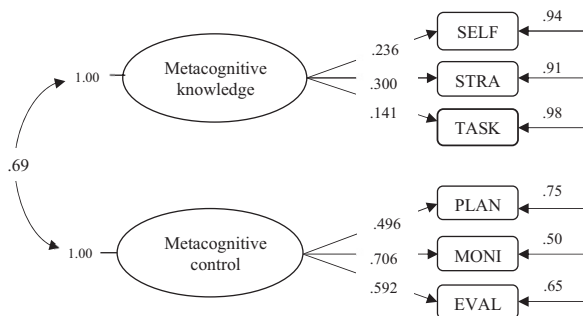 .94
.236
SELF
1.00
Metacognitive
knowledge
.300
STRA
.91
.141
TASK
.98
.69
.496
PLAN
.75
1.00
Metacognitive
control
.706
MONI
.50
.592
EVAL
.65